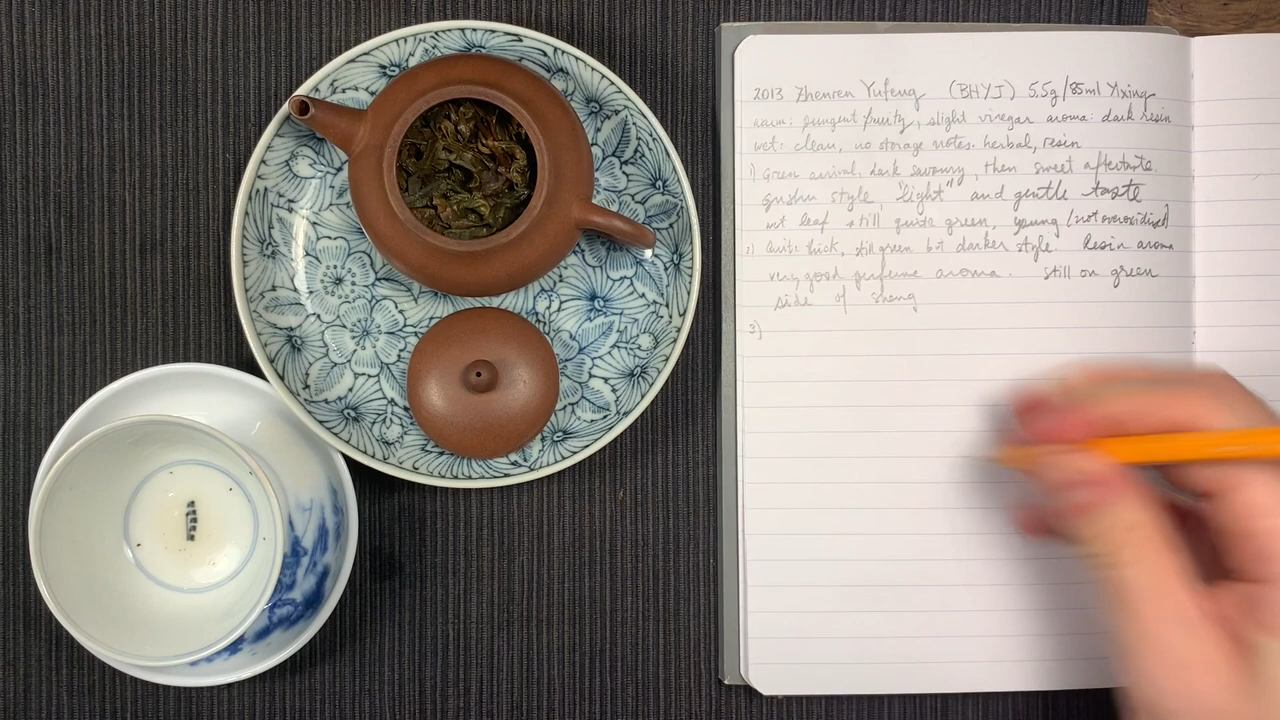 2013 Zhenren Yufeng (BHYJ) 5.5g/85ml Yixing
warm: pungent fruity, slight vinegar aroma: dark resin
wet: clean, no storage notes. herbal, resin
1) Green arrival, dark savoury, then sweet aftertaste.
gushu style, "light" and gentle taste
wet leaf still quite green, young (not overoxidised)
2) Quite thick, still green but darker style. Resin aroma
very good perfume aroma. still on green
side of sheng
3)